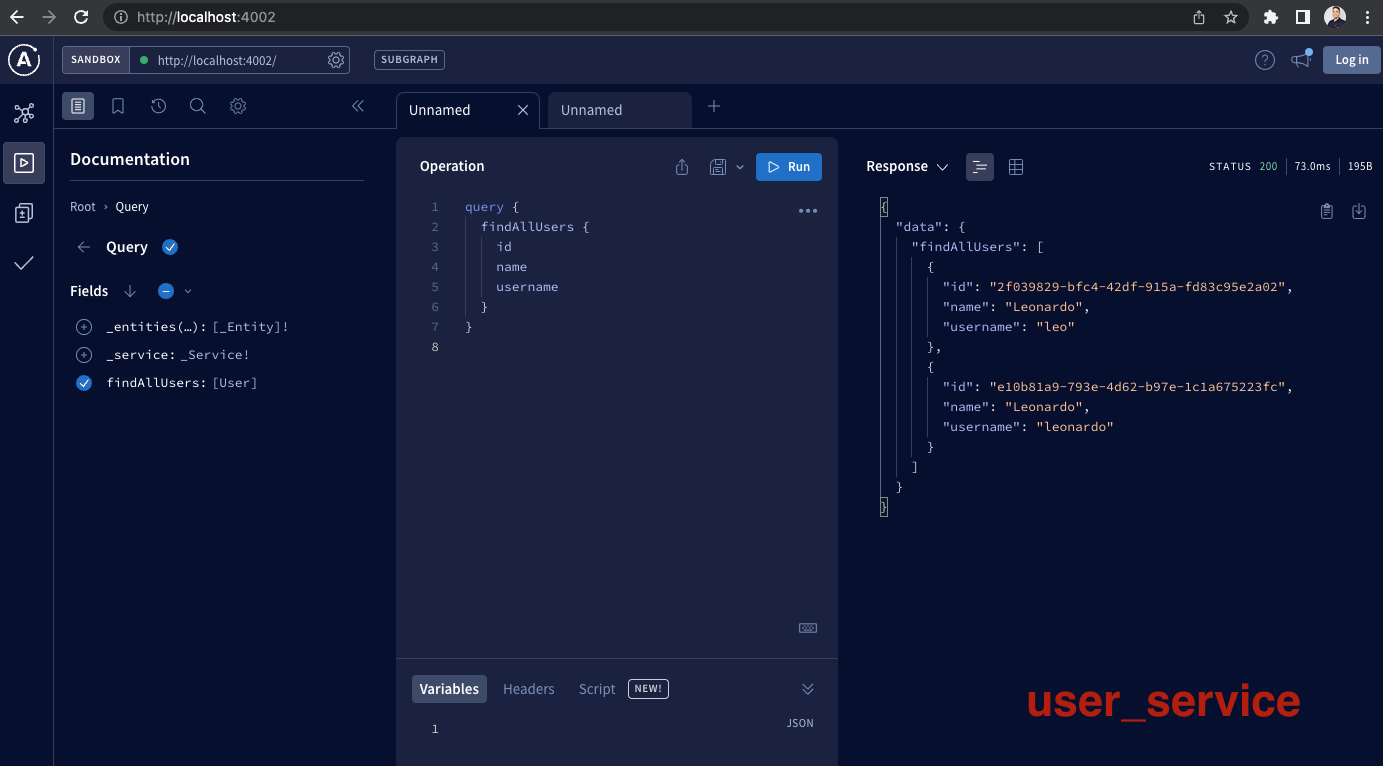 http://localhost:4002
SANDBOX
http://localhost:4002/
SUBGRAPH
Log in
Unnamed
Unnamed
Documentation
Root › Query
Query
Fields
_entities(…): [_Entity]!
_service: _Service!
findAllUsers: [User]
Operation
Run
1 query {
2 findAllUsers {
3 id
4 name
5 username
6 }
7 }
8
Variables
Headers
Script
NEW!
1
JSON
Response
STATUS 200
73.0ms
195B
{
"data": {
"findAllUsers": [
{
"id": "2f039829-bfc4-42df-915a-fd83c95e2a02",
"name": "Leonardo",
"username": "leo"
},
{
"id": "e10b81a9-793e-4d62-b97e-1c1a675223fc",
"name": "Leonardo",
"username": "leonardo"
}
]
}
}
user_service